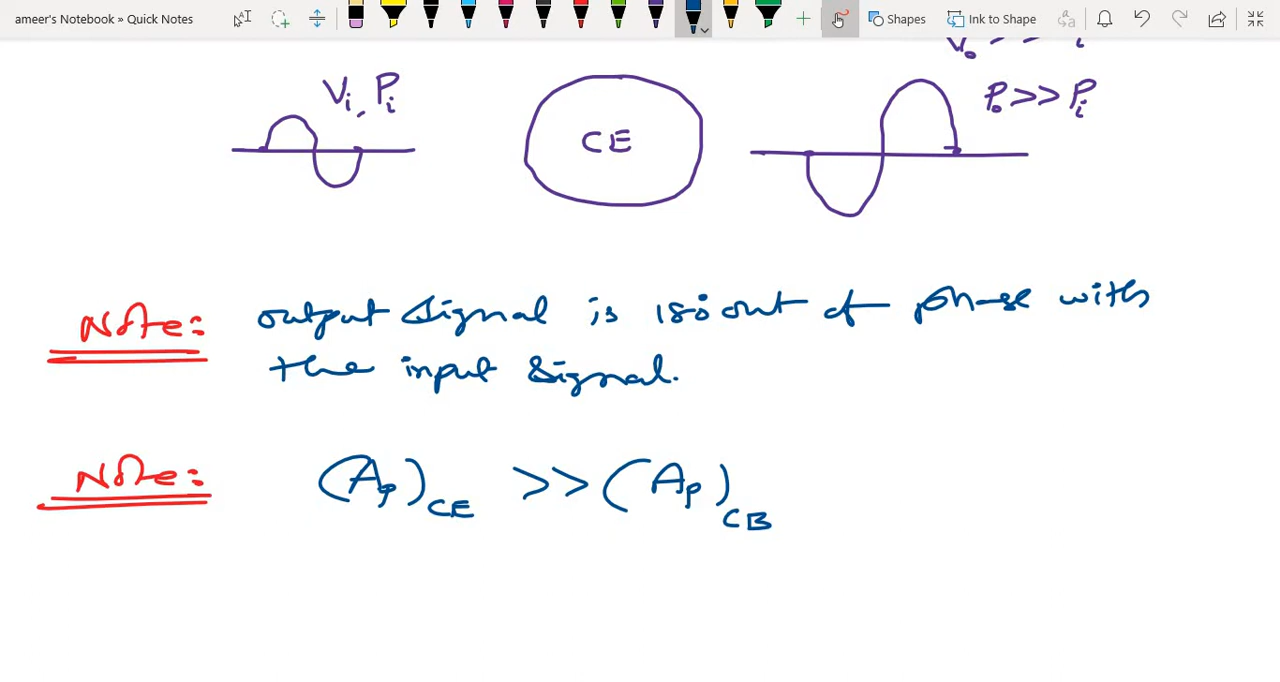 ameer's Notebook » Quick Notes
Shapes
Ink to Shape
Vi, Pi
CE
Po >> Pi
Note: output signal is 180° out of phase with
the input signal.
Note: (Ap)CE >> (Ap)CB